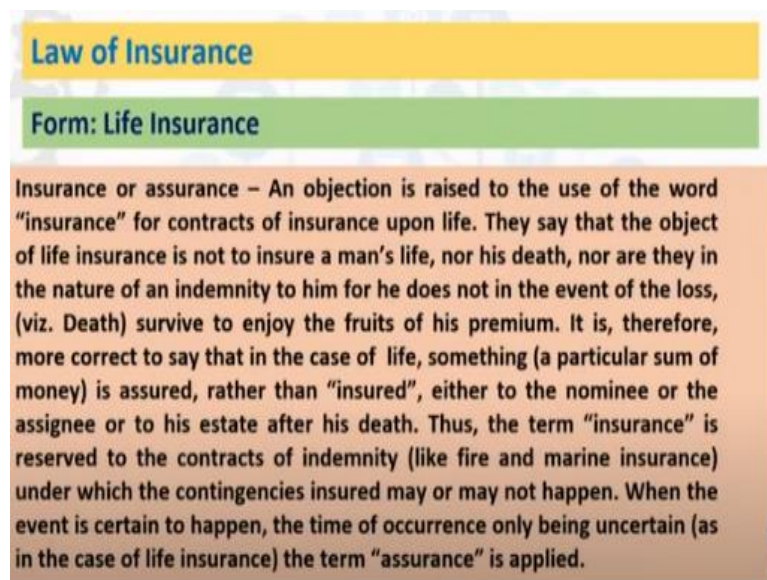 Law of Insurance
Form: Life Insurance
Insurance or assurance – An objection is raised to the use of the word
“insurance” for contracts of insurance upon life. They say that the object
of life insurance is not to insure a man’s life, nor his death, nor are they in
the nature of an indemnity to him for he does not in the event of the loss,
(viz. Death) survive to enjoy the fruits of his premium. It is, therefore,
more correct to say that in the case of life, something (a particular sum of
money) is assured, rather than “insured”, either to the nominee or the
assignee or to his estate after his death. Thus, the term “insurance” is
reserved to the contracts of indemnity (like fire and marine insurance)
under which the contingencies insured may or may not happen. When the
event is certain to happen, the time of occurrence only being uncertain (as
in the case of life insurance) the term “assurance” is applied.